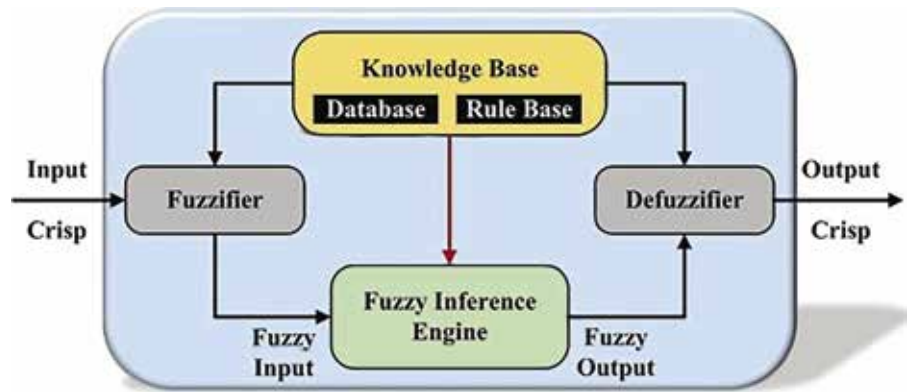 Knowledge Base
Database
Rule Base
Input
Crisp
Fuzzifier
Defuzzifier
Output
Crisp
Fuzzy Inference
Engine
Fuzzy
Input
Fuzzy
Output